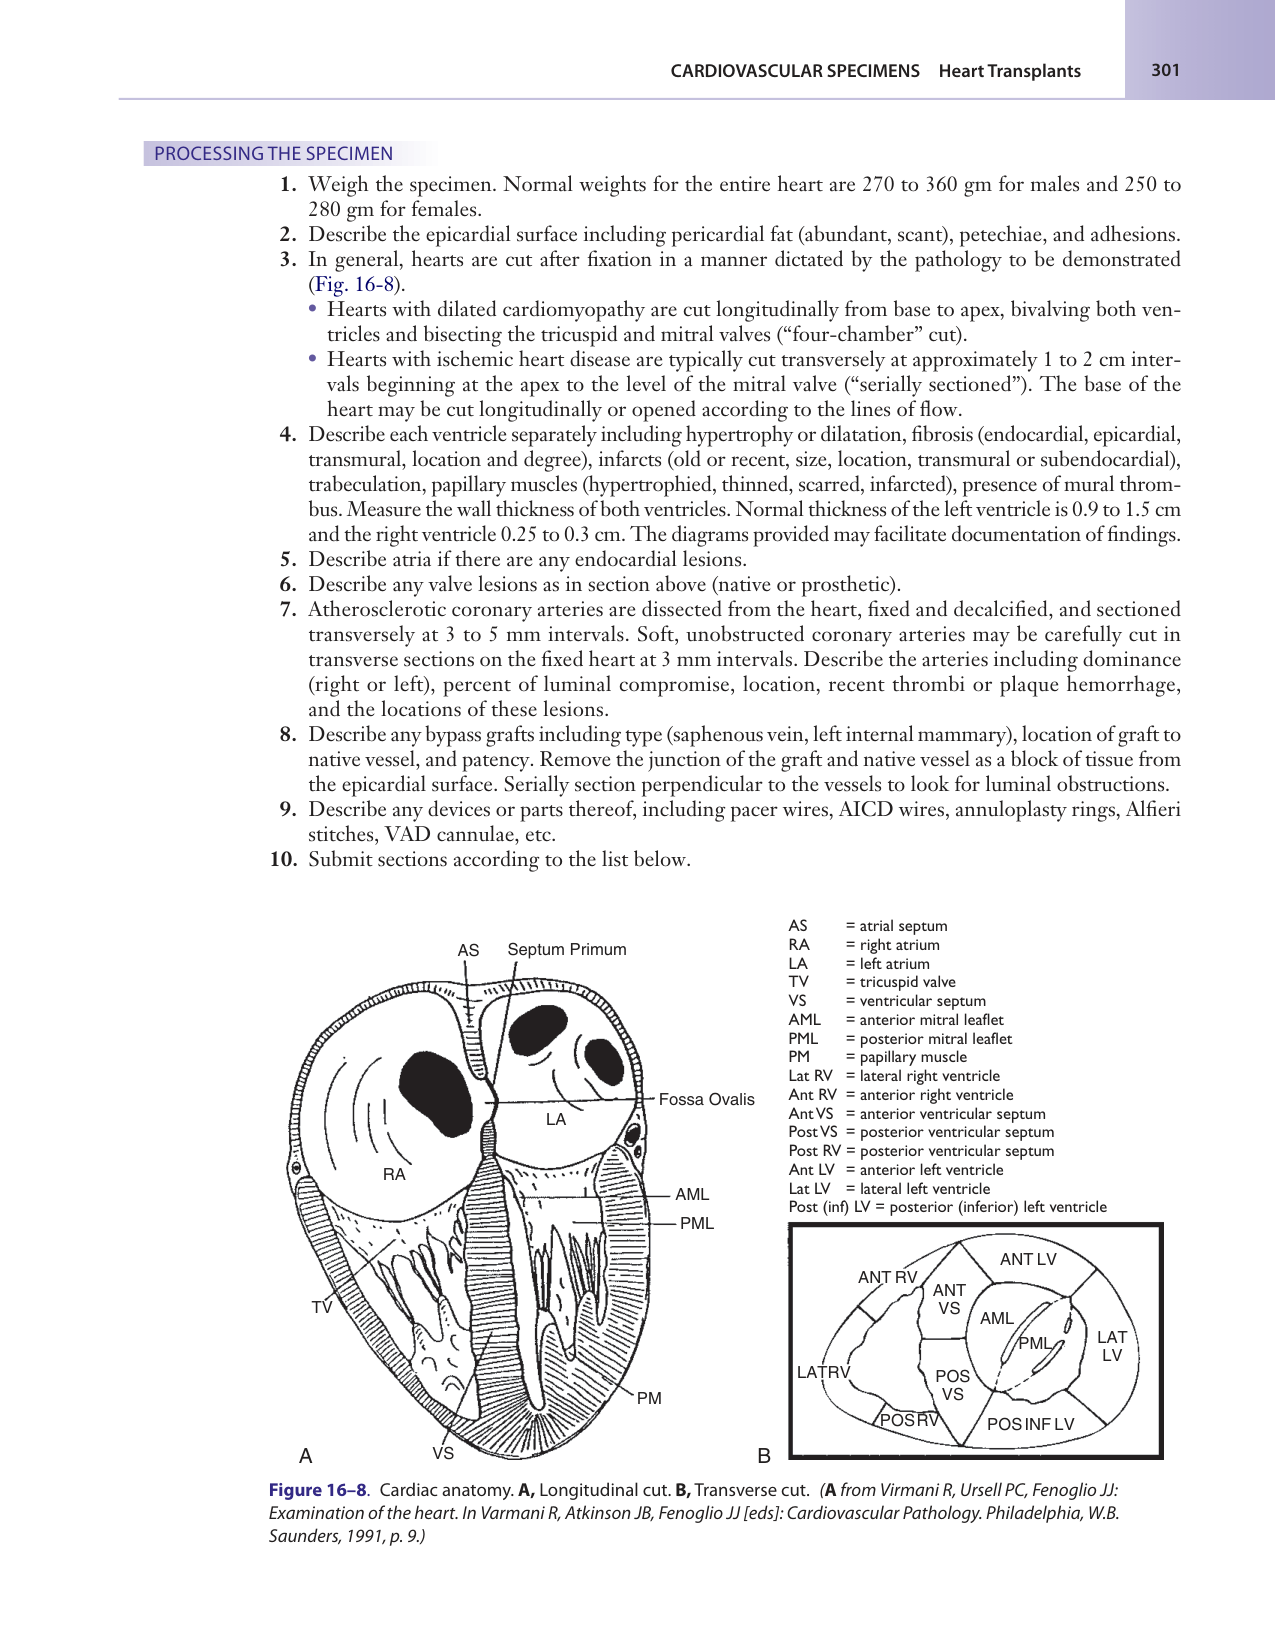 CARDIOVASCULAR SPECIMENS Heart Transplants 301
PROCESSING THE SPECIMEN
1. Weigh the specimen. Normal weights for the entire heart are 270 to 360 gm for males and 250 to
280 gm for females.
2. Describe the epicardial surface including pericardial fat (abundant, scant), petechiae, and adhesions.
3. In general, hearts are cut after fixation in a manner dictated by the pathology to be demonstrated
(Fig. 16-8).
• Hearts with dilated cardiomyopathy are cut longitudinally from base to apex, bivalving both ven-
tricles and bisecting the tricuspid and mitral valves (“four-chamber” cut).
• Hearts with ischemic heart disease are typically cut transversely at approximately 1 to 2 cm inter-
vals beginning at the apex to the level of the mitral valve (“serially sectioned”). The base of the
heart may be cut longitudinally or opened according to the lines of flow.
4. Describe each ventricle separately including hypertrophy or dilatation, fibrosis (endocardial, epicardial,
transmural, location and degree), infarcts (old or recent, size, location, transmural or subendocardial),
trabeculation, papillary muscles (hypertrophied, thinned, scarred, infarcted), presence of mural throm-
bus. Measure the wall thickness of both ventricles. Normal thickness of the left ventricle is 0.9 to 1.5 cm
and the right ventricle 0.25 to 0.3 cm. The diagrams provided may facilitate documentation of findings.
5. Describe atria if there are any endocardial lesions.
6. Describe any valve lesions as in section above (native or prosthetic).
7. Atherosclerotic coronary arteries are dissected from the heart, fixed and decalcified, and sectioned
transversely at 3 to 5 mm intervals. Soft, unobstructed coronary arteries may be carefully cut in
transverse sections on the fixed heart at 3 mm intervals. Describe the arteries including dominance
(right or left), percent of luminal compromise, location, recent thrombi or plaque hemorrhage,
and the locations of these lesions.
8. Describe any bypass grafts including type (saphenous vein, left internal mammary), location of graft to
native vessel, and patency. Remove the junction of the graft and native vessel as a block of tissue from
the epicardial surface. Serially section perpendicular to the vessels to look for luminal obstructions.
9. Describe any devices or parts thereof, including pacer wires, AICD wires, annuloplasty rings, Alfieri
stitches, VAD cannulae, etc.
10. Submit sections according to the list below.
AS Septum Primum
Fossa Ovalis
LA
RA
AML
PML
TV
PM
VS
A
AS = atrial septum
RA = right atrium
LA = left atrium
TV = tricuspid valve
VS = ventricular septum
AML = anterior mitral leaflet
PML = posterior mitral leaflet
PM = papillary muscle
Lat RV = lateral right ventricle
Ant RV = anterior right ventricle
Ant VS = anterior ventricular septum
Post VS = posterior ventricular septum
Post RV = posterior ventricular septum
Ant LV = anterior left ventricle
Lat LV = lateral left ventricle
Post (inf) LV = posterior (inferior) left ventricle
ANT LV
ANT RV
ANT
VS
AML
PML
LAT
LV
LATRV
POS
VS
POS RV
POS INF LV
B
Figure 16–8. Cardiac anatomy. A, Longitudinal cut. B, Transverse cut. (A from Virmani R, Ursell PC, Fenoglio JJ:
Examination of the heart. In Varmani R, Atkinson JB, Fenoglio JJ [eds]: Cardiovascular Pathology. Philadelphia, W.B.
Saunders, 1991, p. 9.)